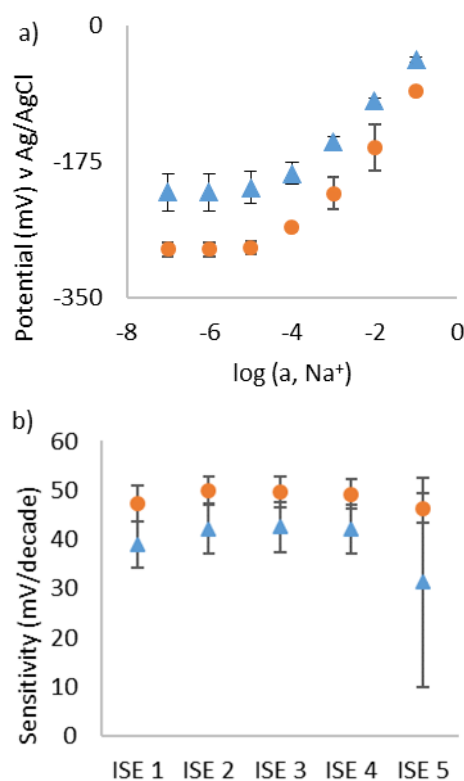 a)
Potential (mV) v Ag/AgCl
0
-175
-350
-8 -6 -4 -2 0
log (a, Na⁺)
b)
Sensitivity (mV/decade)
60
50
40
30
20
10
0
ISE 1 ISE 2 ISE 3 ISE 4 ISE 5